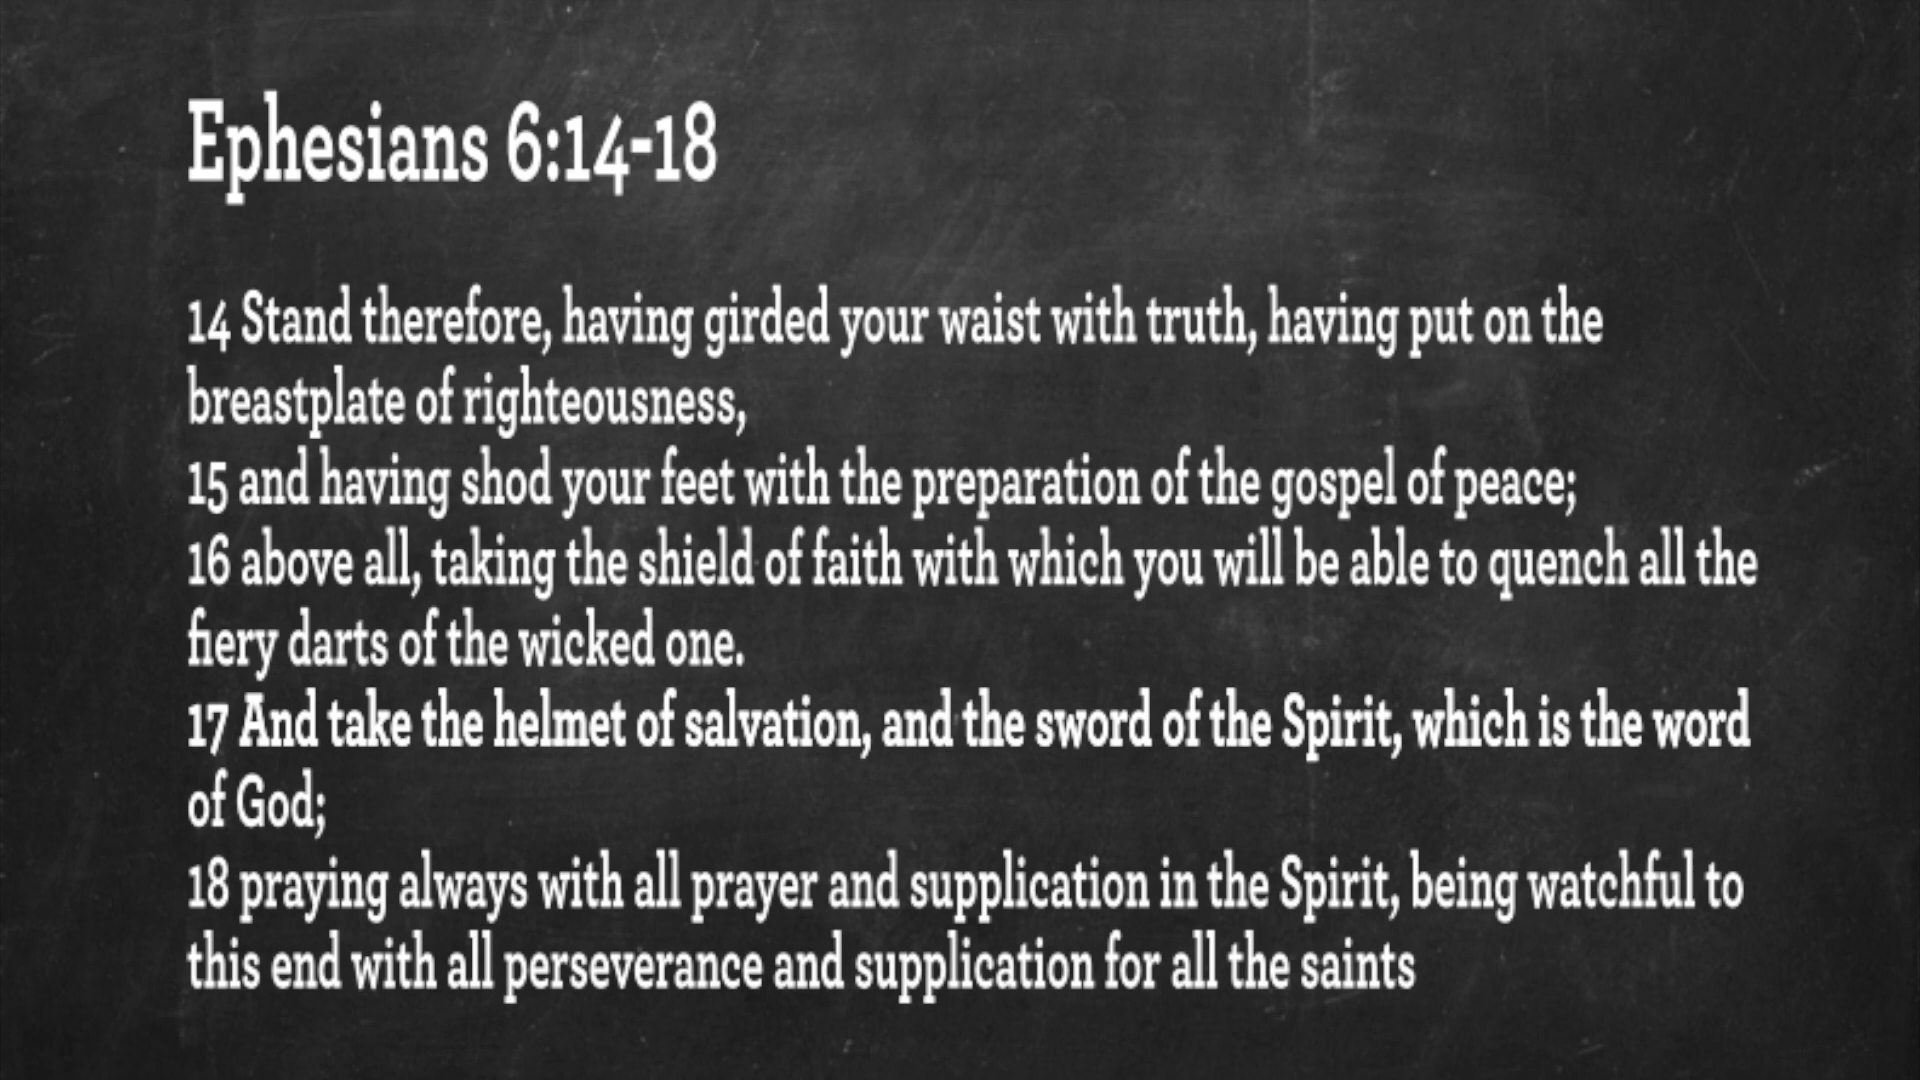 Ephesians 6:14-18
14 Stand therefore, having girded your waist with truth, having put on the
breastplate of righteousness,
15 and having shod your feet with the preparation of the gospel of peace;
16 above all, taking the shield of faith with which you will be able to quench all the
fiery darts of the wicked one.
17 And take the helmet of salvation, and the sword of the Spirit, which is the word
of God;
18 praying always with all prayer and supplication in the Spirit, being watchful to
this end with all perseverance and supplication for all the saints